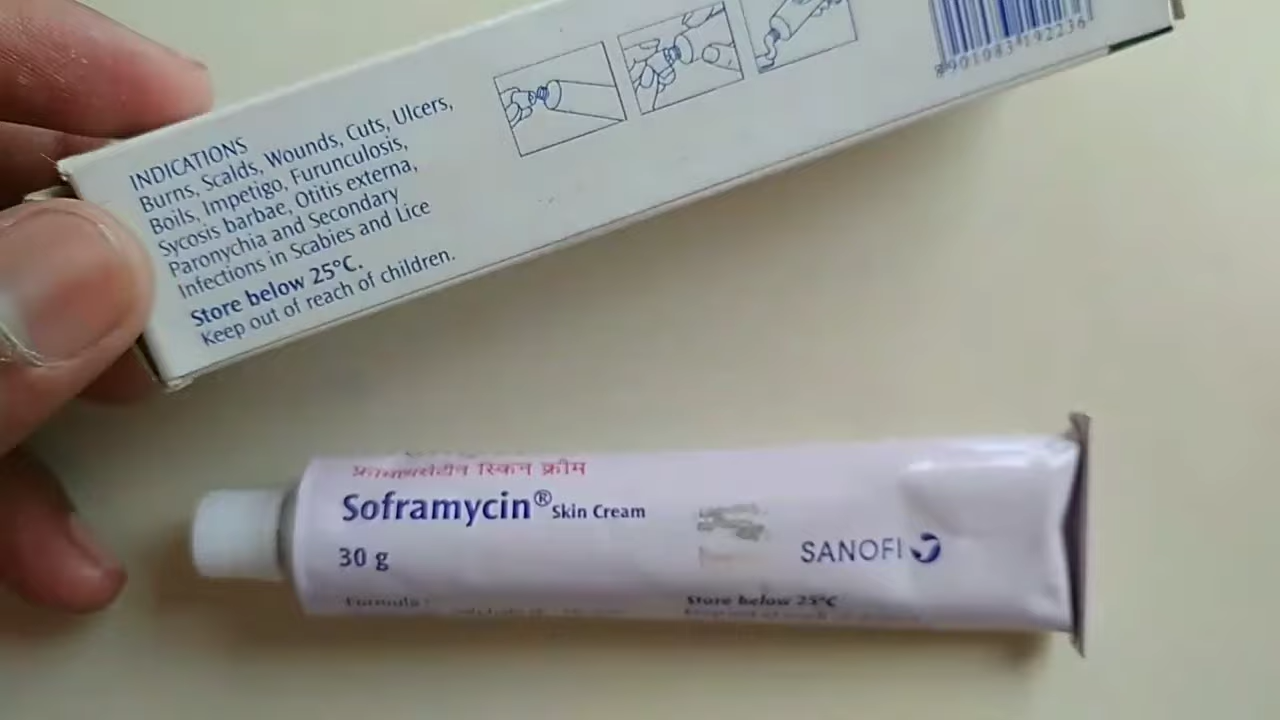 INDICATIONS
Burns, Scalds, Wounds, Cuts, Ulcers,
Boils, Impetigo, Furunculosis,
Sycosis barbae, Otitis externa,
Paronychia and Secondary
Infections in Scabies and Lice
Store below 25°C.
Keep out of reach of children.
8901983192236
स्किन क्रीम
Soframycin® Skin Cream
30 g
SANOFI
Formula :
Store below 25°C